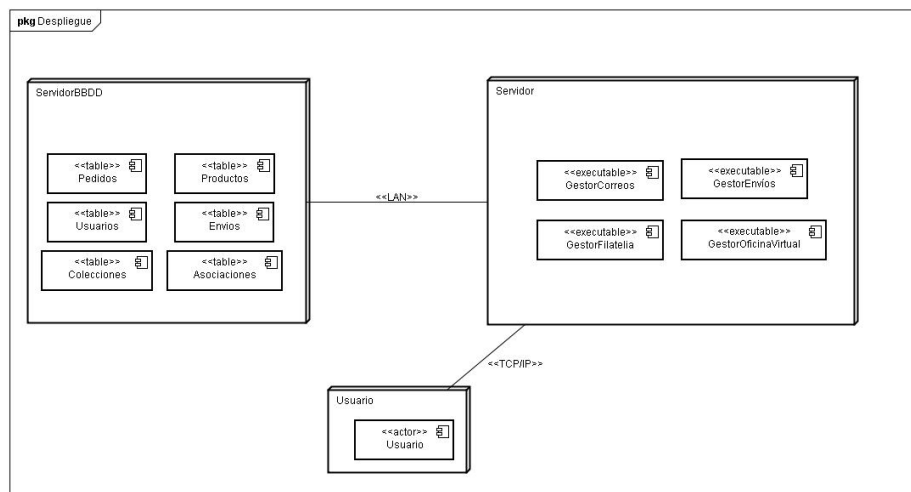 pkg Despliegue
ServidorBBDD
<<table>>
Pedidos
<<table>>
Productos
<<table>>
Usuarios
<<table>>
Envios
<<table>>
Colecciones
<<table>>
Asociaciones
<<LAN>>
Servidor
<<executable>>
GestorCorreos
<<executable>>
GestorEnvíos
<<executable>>
GestorFilatelia
<<executable>>
GestorOficinaVirtual
<<TCP/IP>>
Usuario
<<actor>>
Usuario